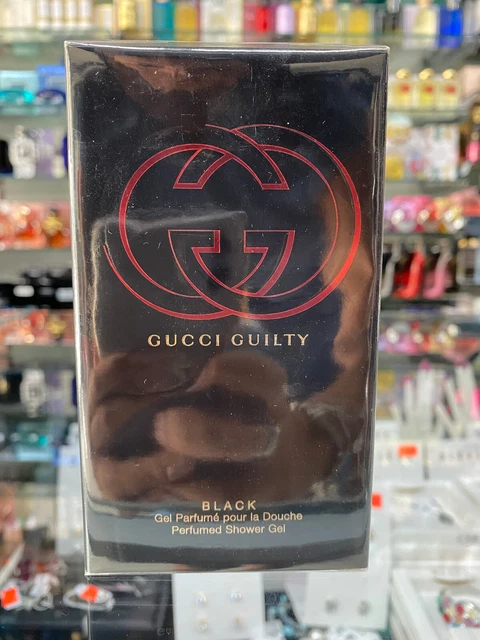 GUCCI GUILTY
BLACK
Gel Parfumé pour la Douche
Perfumed Shower Gel